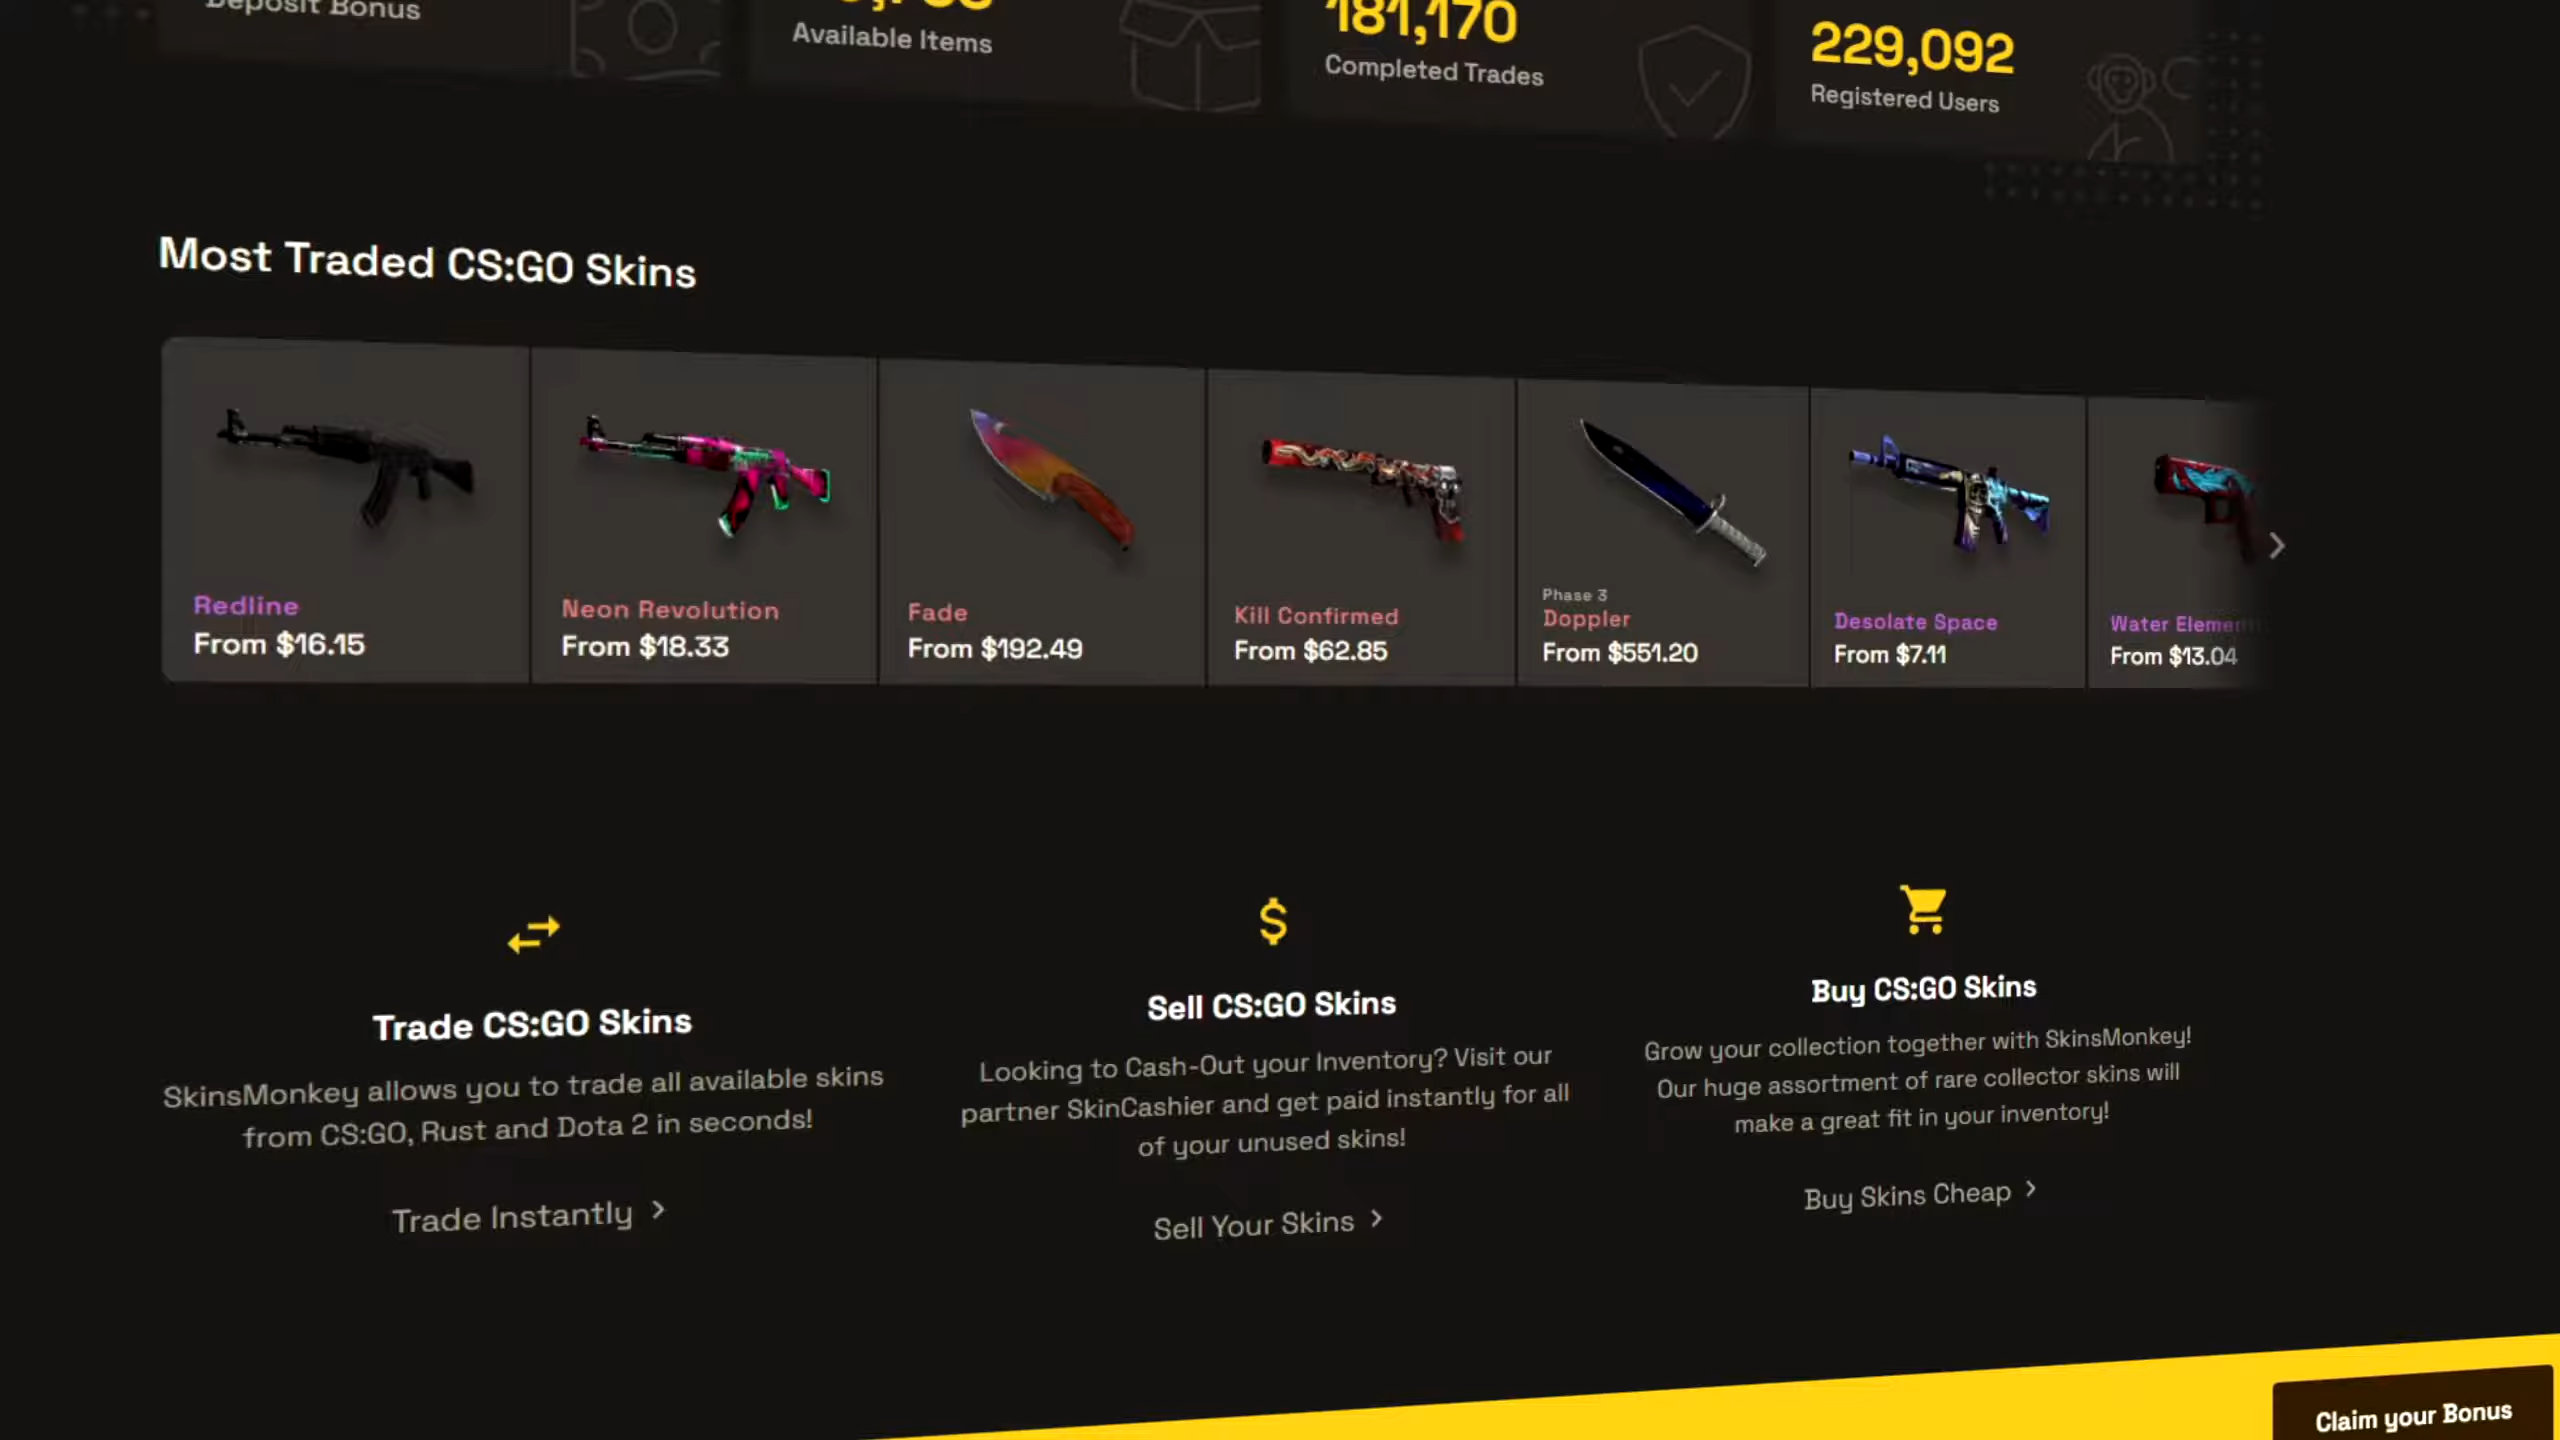 Deposit Bonus
Available Items
181,170
Completed Trades
229,092
Registered Users
Most Traded CS:GO Skins
Redline
From $16.15
Neon Revolution
From $18.33
Fade
From $192.49
Kill Confirmed
From $62.85
Phase 3
Doppler
From $551.20
Desolate Space
From $7.11
Water
From $13.04
Trade CS:GO Skins
SkinsMonkey allows you to trade all available skins
from CS:GO, Rust and Dota 2 in seconds!
Trade Instantly
Sell CS:GO Skins
Looking to Cash-Out your Inventory? Visit our
partner SkinCashier and get paid instantly for all
of your unused skins!
Sell Your Skins
Buy CS:GO Skins
Grow your collection together with SkinsMonkey!
Our huge assortment of rare collector skins will
make a great fit in your inventory!
Buy Skins Cheap
Claim your Bonus